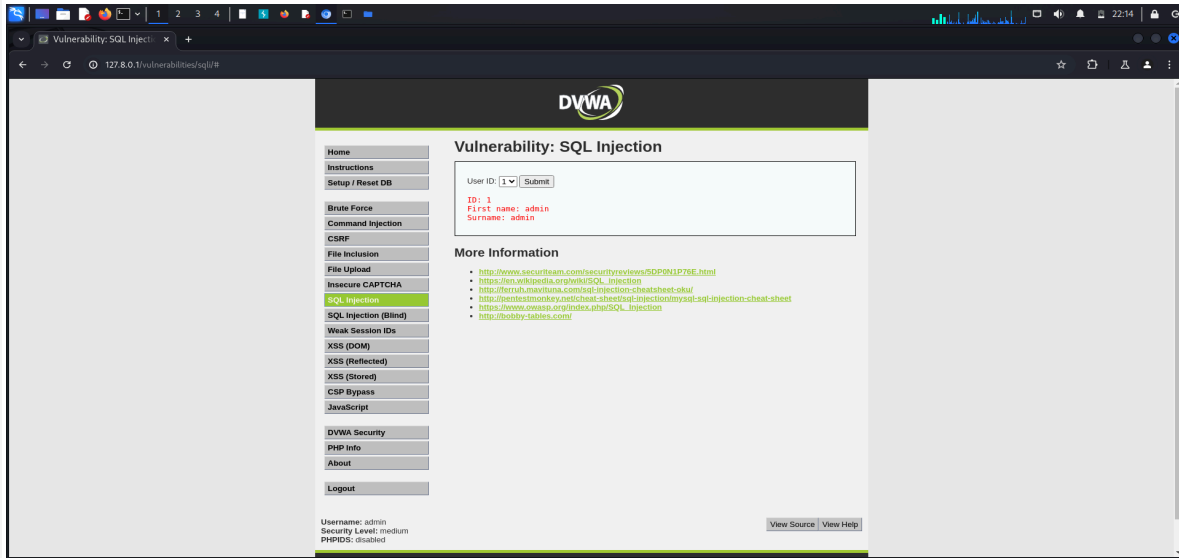 1 2 3 4
22:14
Vulnerability: SQL Injecti
127.8.0.1/vulnerabilities/sqli/#
DVWA
Home
Instructions
Setup / Reset DB
Brute Force
Command Injection
CSRF
File Inclusion
File Upload
Insecure CAPTCHA
SQL Injection
SQL Injection (Blind)
Weak Session IDs
XSS (DOM)
XSS (Reflected)
XSS (Stored)
CSP Bypass
JavaScript
DVWA Security
PHP Info
About
Logout
Vulnerability: SQL Injection
User ID: 1 Submit
ID: 1
First name: admin
Surname: admin
More Information
http://www.securiteam.com/securityreviews/5DP0N1P76E.html
https://en.wikipedia.org/wiki/SQL_injection
http://ferruh.mavituna.com/sql-injection-cheatsheet-oku/
http://pentestmonkey.net/cheat-sheet/sql-injection/mysql-sql-injection-cheat-sheet
https://www.owasp.org/index.php/SQL_Injection
http://bobby-tables.com/
Username: admin
Security Level: medium
PHPIDS: disabled
View Source View Help